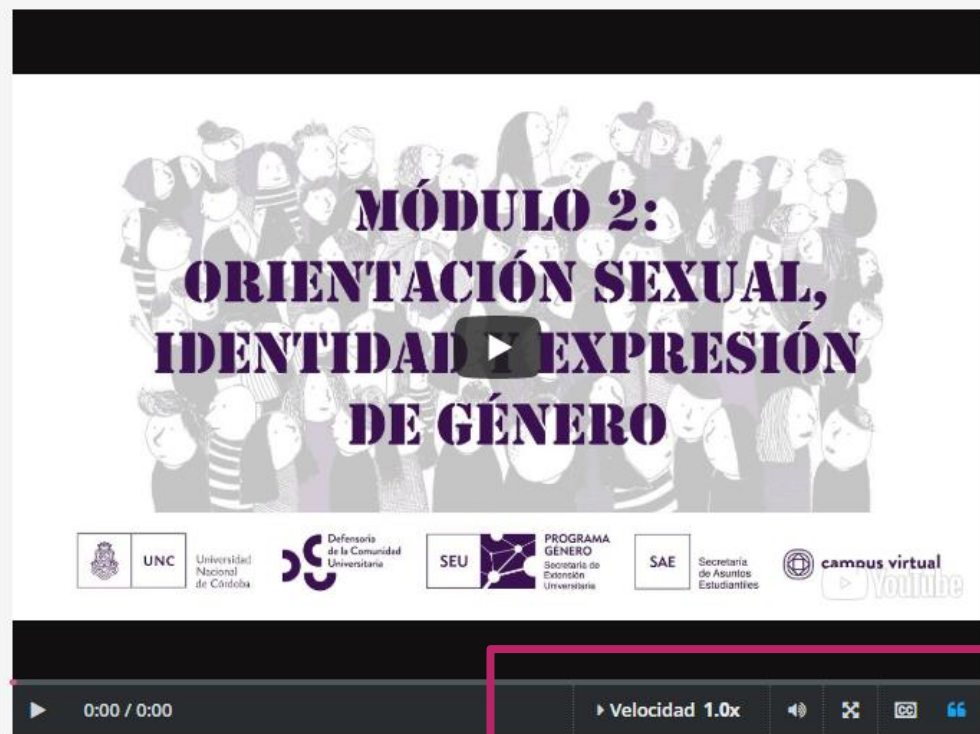 MÓDULO 2:
ORIENTACIÓN SEXUAL,
IDENTIDAD Y EXPRESIÓN
DE GÉNERO
UNC
Universidad
Nacional
de Córdoba
Defensoría
de la Comunidad
Universitaria
SEU
PROGRAMA
GÉNERO
Secretaría de
Extensión
Universitaria
SAE
Secretaría
de Asuntos
Estudiantiles
campus virtual
YouTube
0:00 / 0:00
Velocidad 1.0x
CC